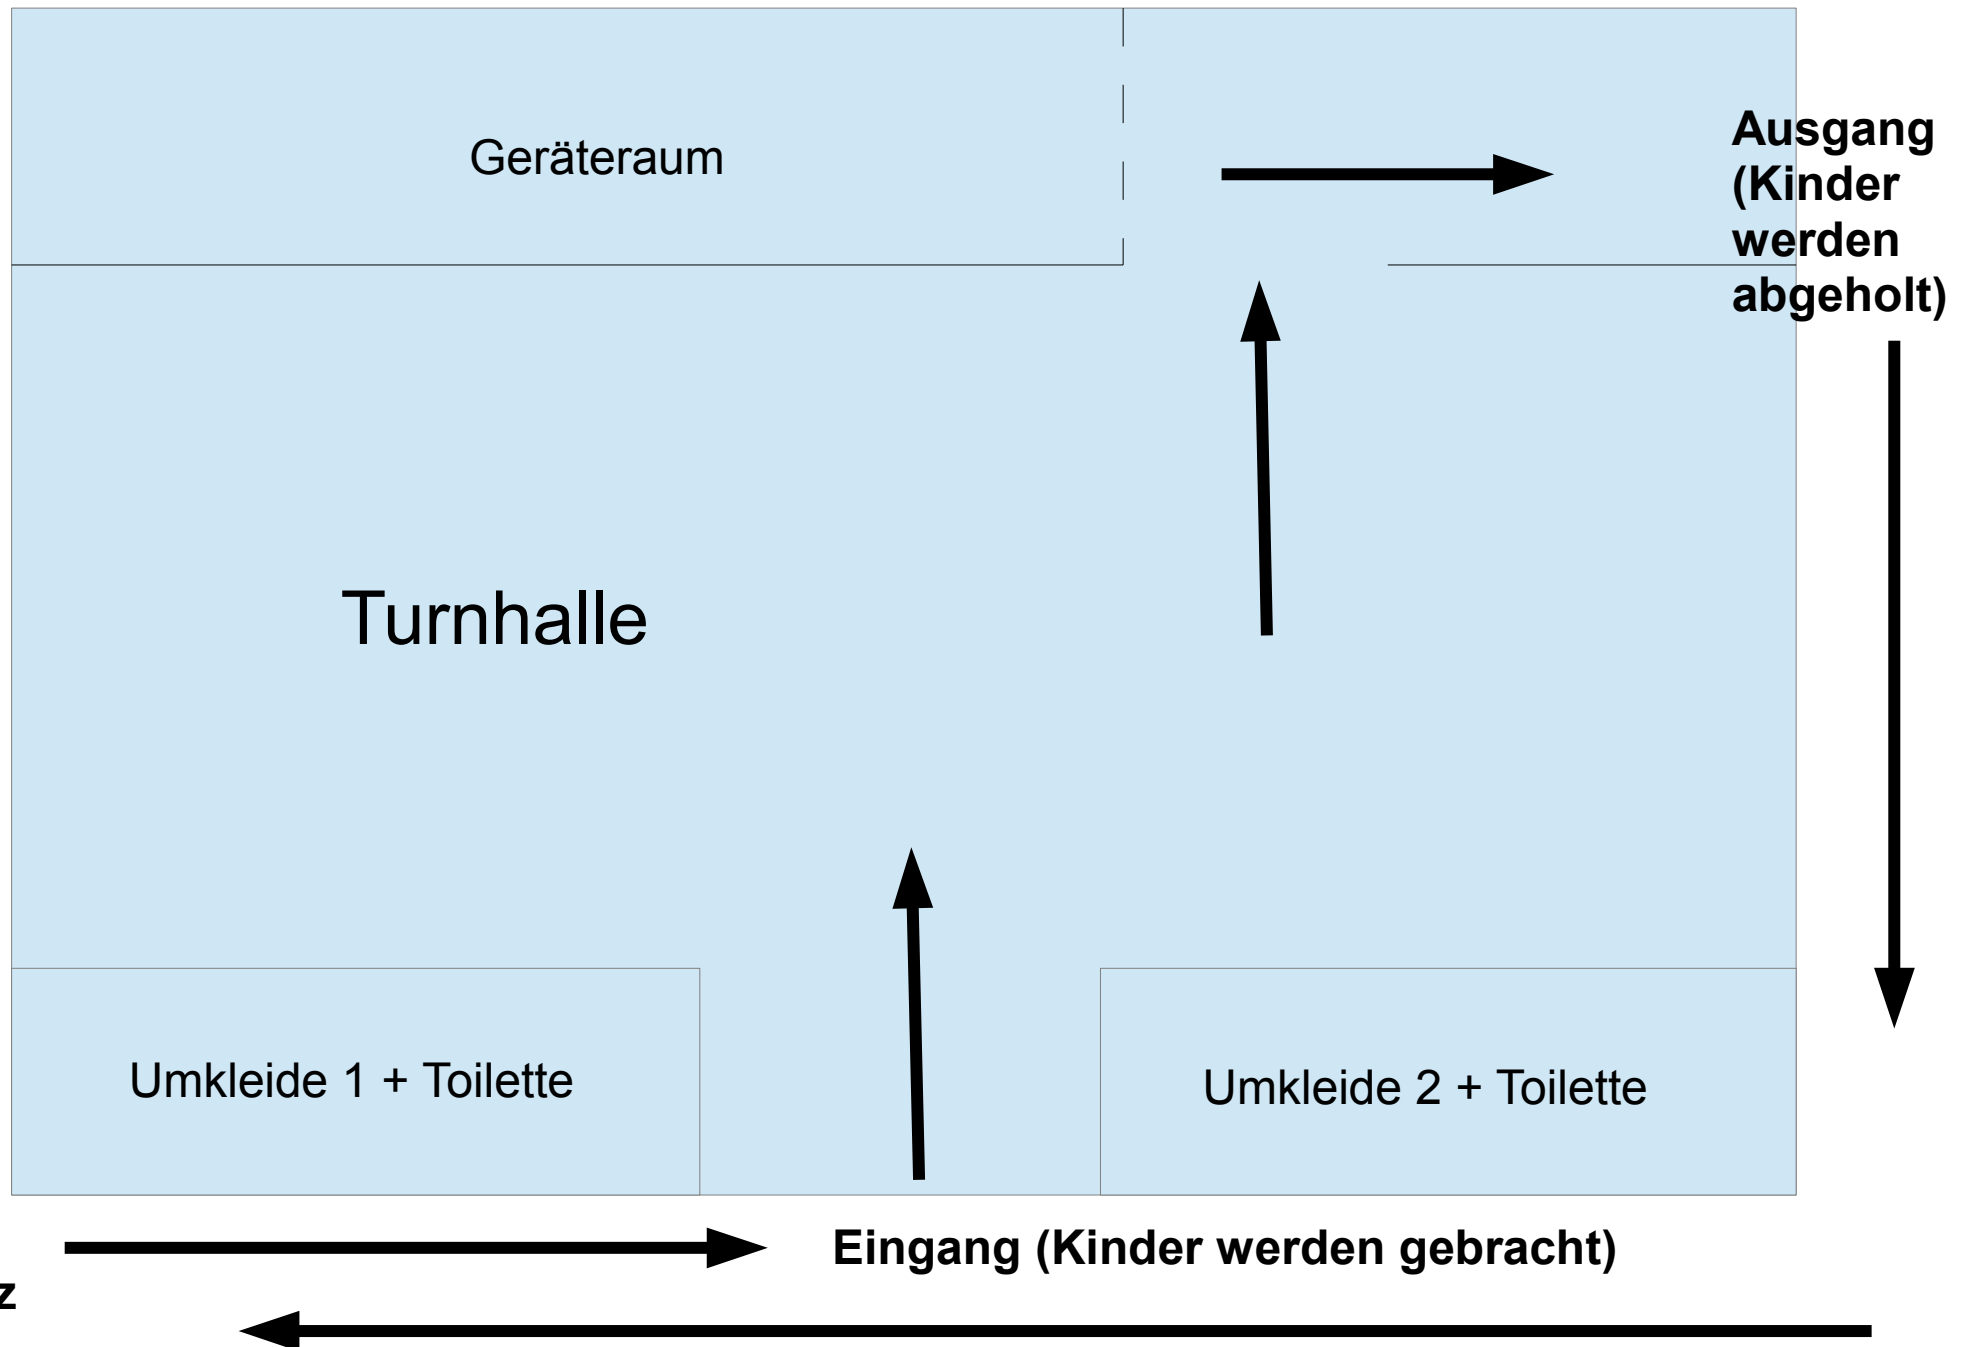 Geräteraum
Ausgang
(Kinder
werden
abgeholt)
Turnhalle
Umkleide 1 + Toilette
Umkleide 2 + Toilette
Eingang (Kinder werden gebracht)
z